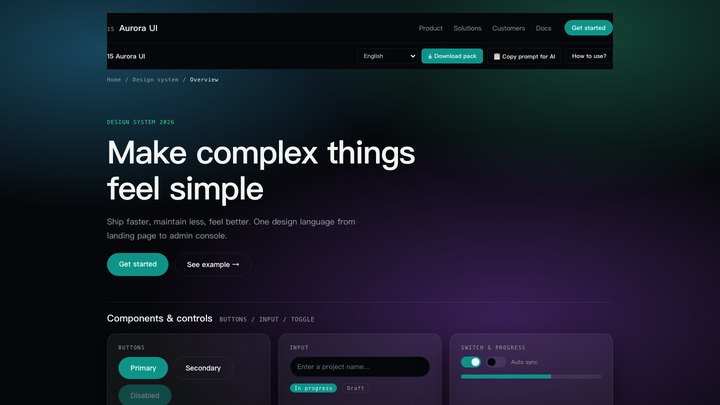 15 Aurora UI
Product Solutions Customers Docs Get started
15 Aurora UI
English Download pack Copy prompt for AI How to use?
Home / Design system / Overview
DESIGN SYSTEM 2026
Make complex things
feel simple
Ship faster, maintain less, feel better. One design language from
landing page to admin console.
Get started See example →
Components & controls BUTTONS / INPUT / TOGGLE
BUTTONS
Primary Secondary
Disabled
INPUT
Enter a project name...
In progress Draft
SWITCH & PROGRESS
Auto sync